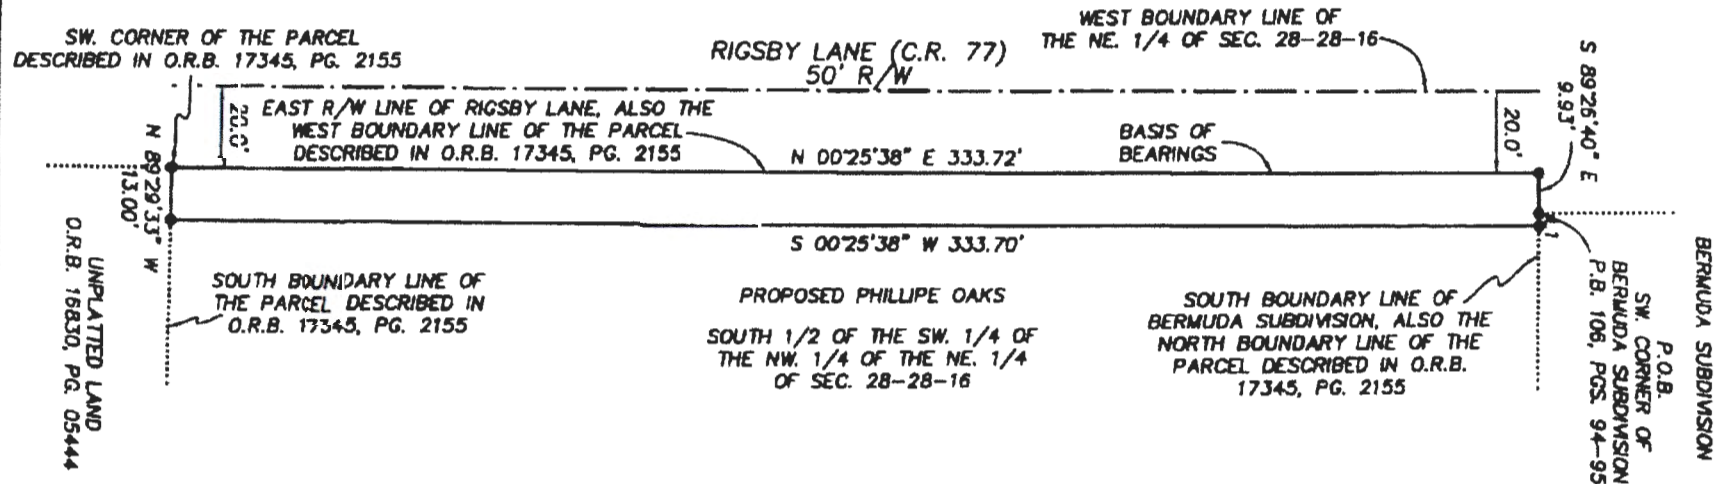 SW. CORNER OF THE PARCEL
DESCRIBED IN O.R.B. 17345, PG. 2155
RIGSBY LANE (C.R. 77)
50' R/W
WEST BOUNDARY LINE OF
THE NE. 1/4 OF SEC. 28-28-16
S 89°26'40" E
9.93'
20.0'
EAST R/W LINE OF RIGSBY LANE, ALSO THE
WEST BOUNDARY LINE OF THE PARCEL
DESCRIBED IN O.R.B. 17345, PG. 2155
N 00°25'38" E 333.72'
BASIS OF
BEARINGS
20.0'
N 89°29'33" W
13.00'
S 00°25'38" W 333.70'
1
UNPLATTED LAND
O.R.B. 16830, PG. 05444
SOUTH BOUNDARY LINE OF
THE PARCEL DESCRIBED IN
O.R.B. 17345, PG. 2155
PROPOSED PHILLIPE OAKS
SOUTH 1/2 OF THE SW. 1/4 OF
THE NW. 1/4 OF THE NE. 1/4
OF SEC. 28-28-16
SOUTH BOUNDARY LINE OF
BERMUDA SUBDIVISION, ALSO THE
NORTH BOUNDARY LINE OF THE
PARCEL DESCRIBED IN O.R.B.
17345, PG. 2155
P.O.B.
SW. CORNER OF
BERMUDA SUBDIVISION
P.B. 106, PGS. 94-95
BERMUDA SUBDIVISION